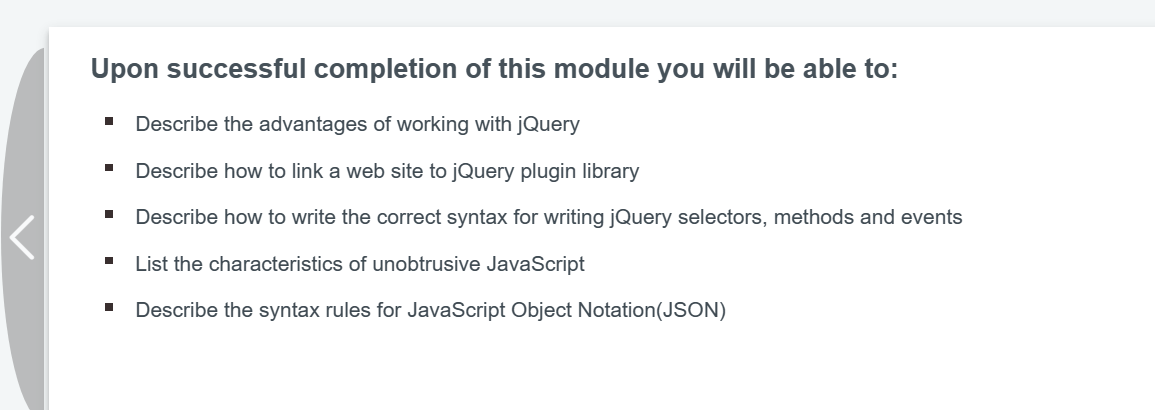 Upon successful completion of this module you will be able to:
Describe the advantages of working with jQuery
Describe how to link a web site to jQuery plugin library
Describe how to write the correct syntax for writing jQuery selectors, methods and events
List the characteristics of unobtrusive JavaScript
Describe the syntax rules for JavaScript Object Notation(JSON)